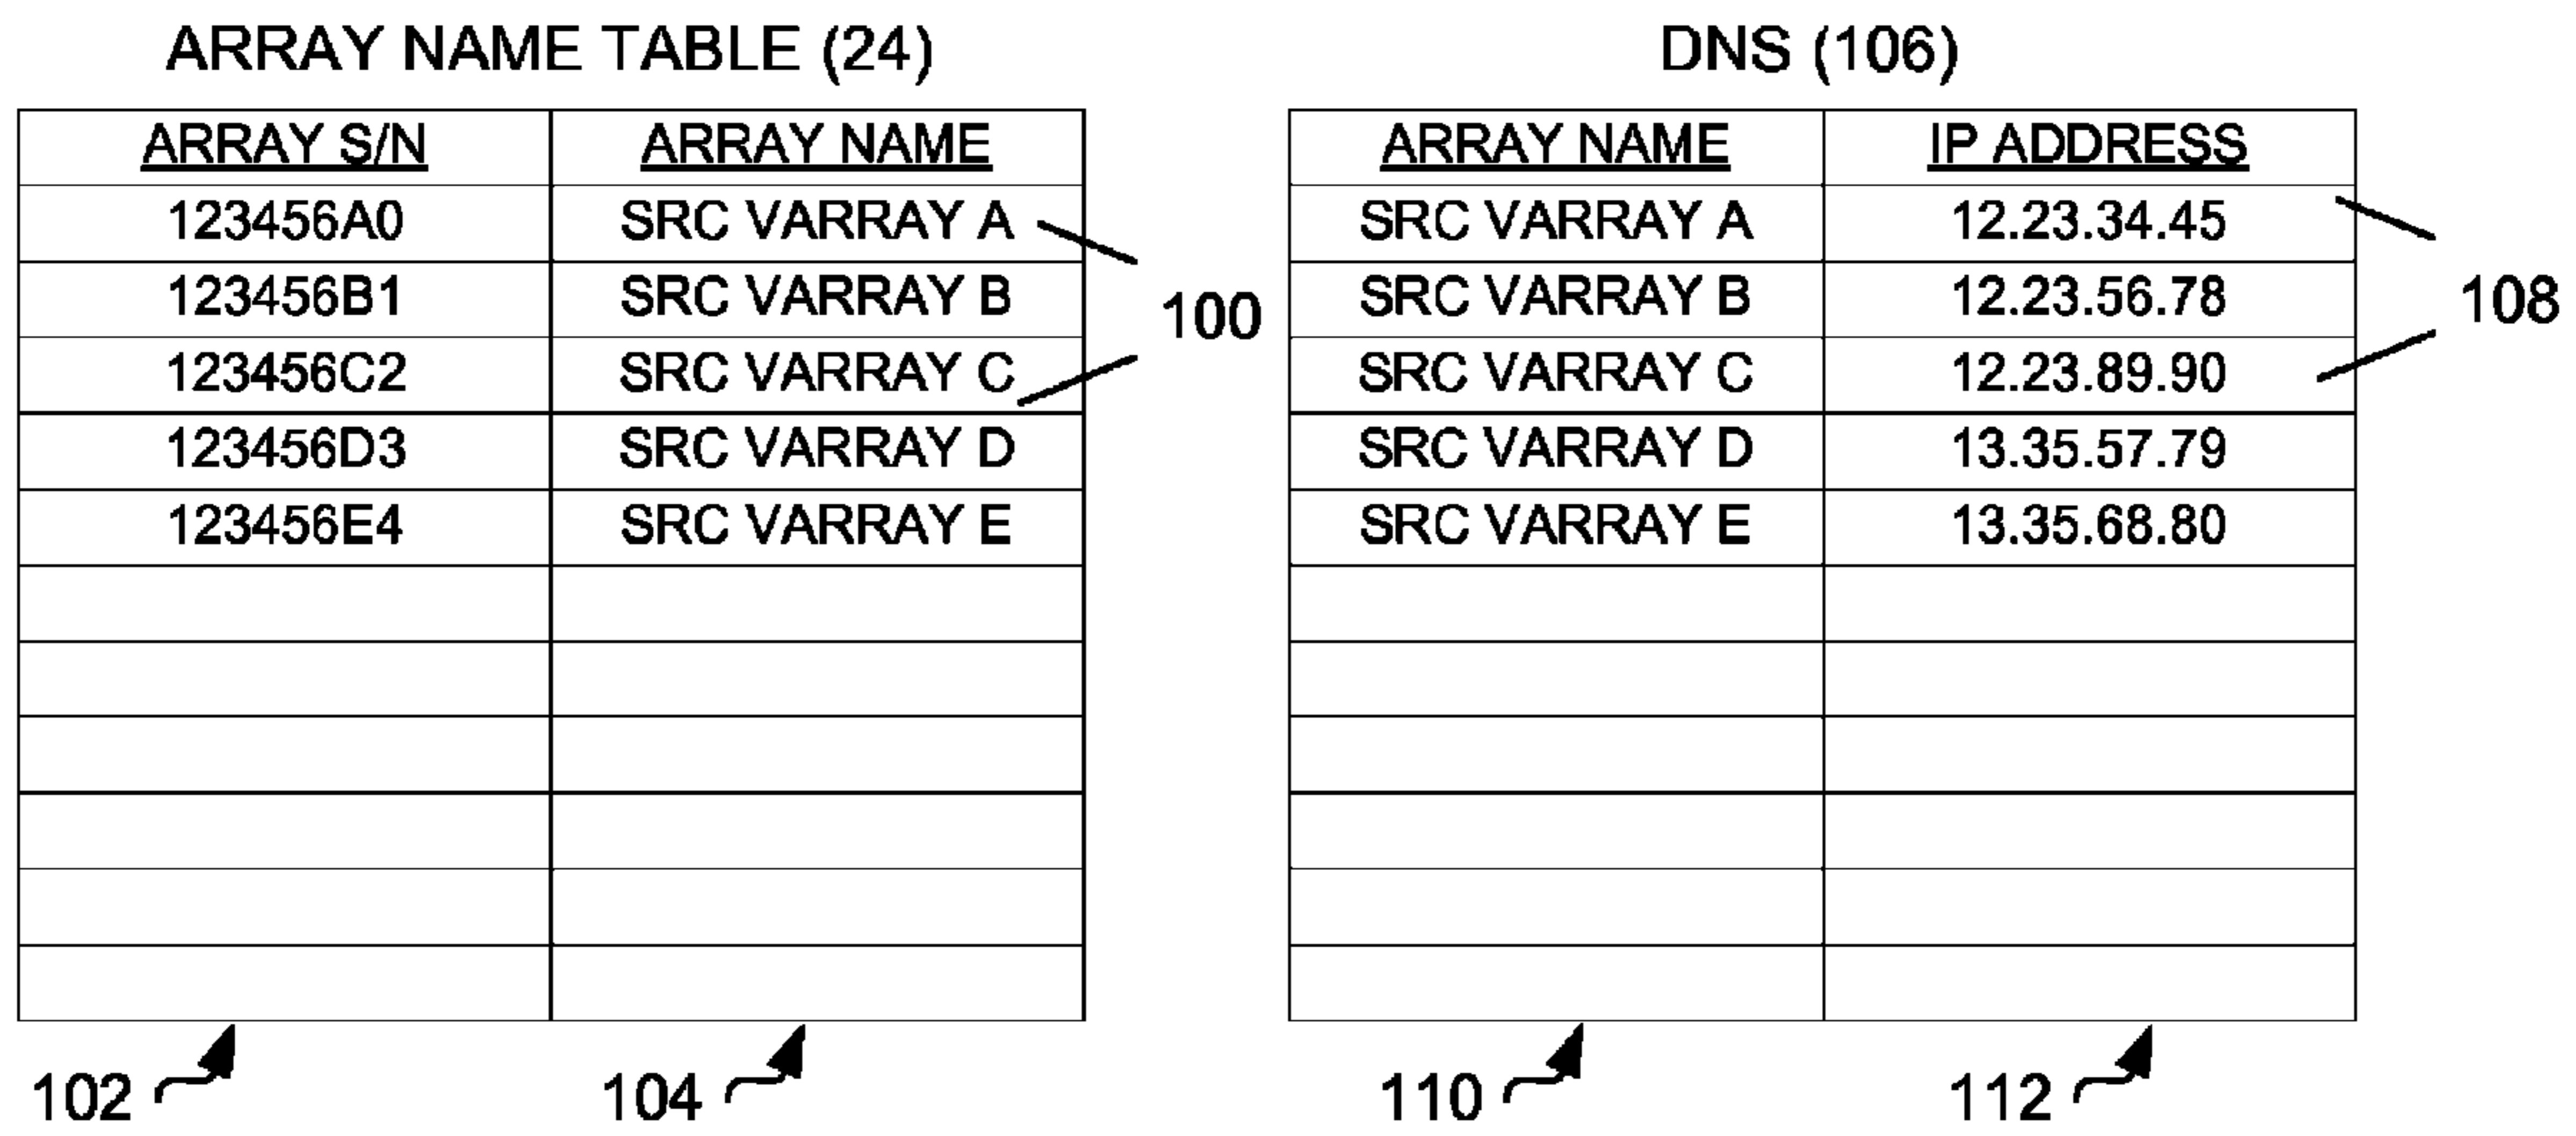 ARRAY NAME TABLE (24)
ARRAY S/N ARRAY NAME
123456A0 SRC VARRAY A
123456B1 SRC VARRAY B
123456C2 SRC VARRAY C
123456D3 SRC VARRAY D
123456E4 SRC VARRAY E
100
102 104
DNS (106)
ARRAY NAME IP ADDRESS
SRC VARRAY A 12.23.34.45
SRC VARRAY B 12.23.56.78
SRC VARRAY C 12.23.89.90
SRC VARRAY D 13.35.57.79
SRC VARRAY E 13.35.68.80
108
110 112